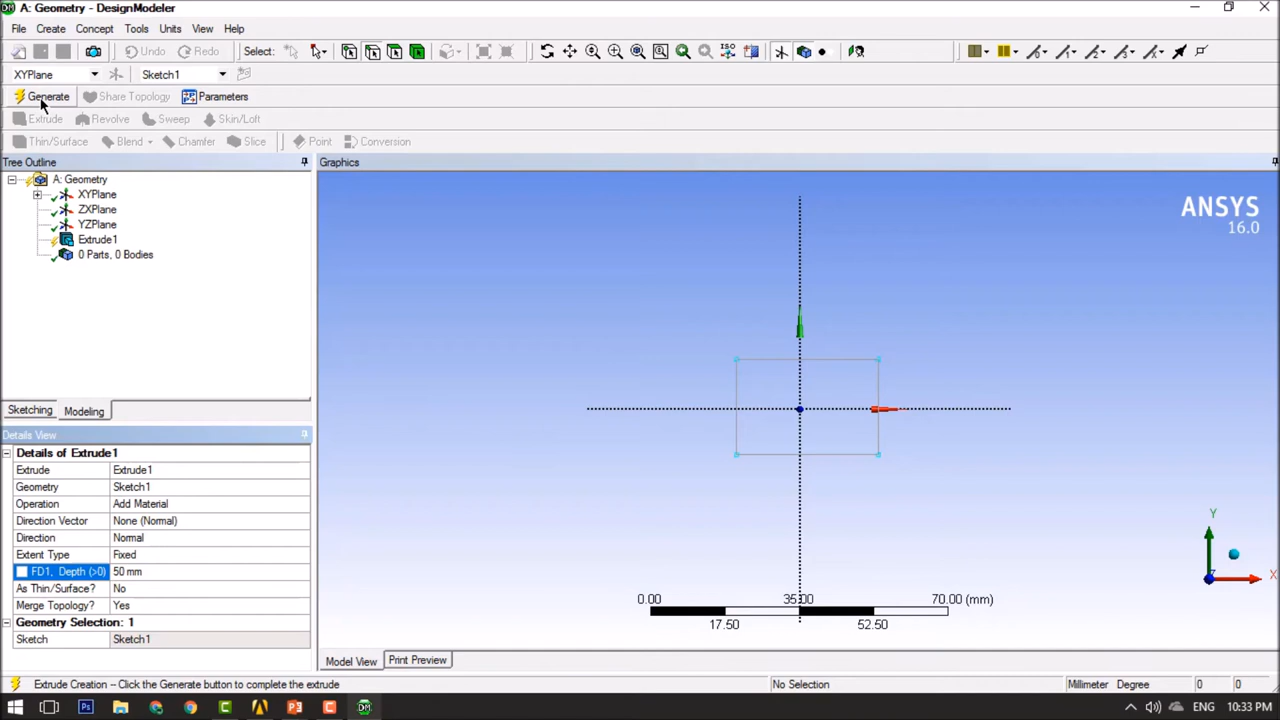 A: Geometry - DesignModeler
File Create Concept Tools Units View Help
Undo Redo Select: ISO
XYPlane Sketch1
Generate Share Topology Parameters
Extrude Revolve Sweep Skin/Loft
Thin/Surface Blend Chamfer Slice Point Conversion
Tree Outline
Graphics
A: Geometry
XYPlane
ZXPlane
YZPlane
Extrude1
0 Parts, 0 Bodies
ANSYS
16.0
Sketching Modeling
Details View
Details of Extrude1
Extrude Extrude1
Geometry Sketch1
Operation Add Material
Direction Vector None (Normal)
Direction Normal
Extent Type Fixed
FD1, Depth (>0) 50 mm
As Thin/Surface? No
Merge Topology? Yes
Geometry Selection: 1
Sketch Sketch1
0.00 35.00 70.00 (mm)
17.50 52.50
Y
X
Z
Model View Print Preview
Extrude Creation -- Click the Generate button to complete the extrude No Selection Millimeter Degree 0 0
ENG 10:33 PM